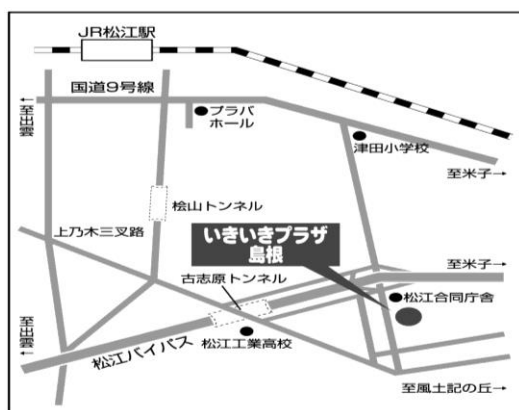 JR松江駅
国道9号線
至出雲
←
プラバ
ホール
津田小学校
至米子→
桧山トンネル
上乃木三叉路
いきいきプラザ
島根
古志原トンネル
至米子→
松江合同庁舎
松江工業高校
至出雲
←
松江バイパス
至風土記の丘→